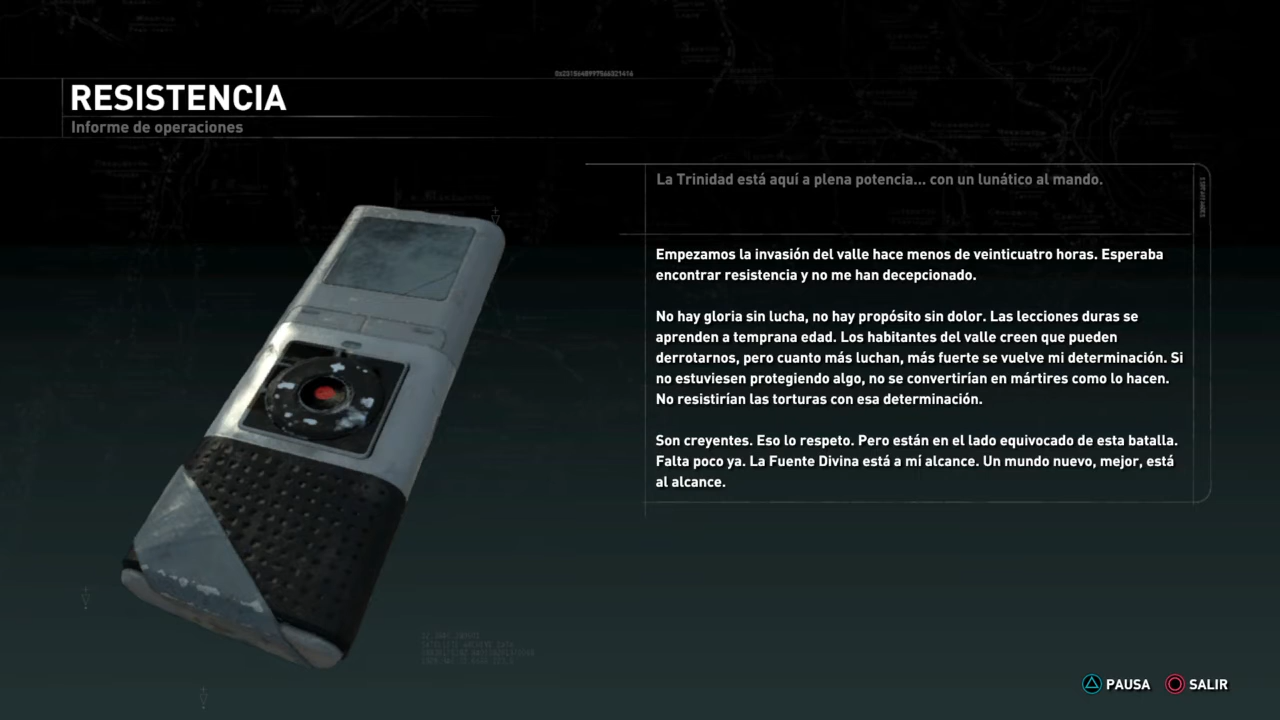 RESISTENCIA
Informe de operaciones
La Trinidad está aquí a plena potencia... con un lunático al mando.
Empezamos la invasión del valle hace menos de veinticuatro horas. Esperaba
encontrar resistencia y no me han decepcionado.
No hay gloria sin lucha, no hay propósito sin dolor. Las lecciones duras se
aprenden a temprana edad. Los habitantes del valle creen que pueden
derrotarnos, pero cuanto más luchan, más fuerte se vuelve mi determinación. Si
no estuviesen protegiendo algo, no se convertirían en mártires como lo hacen.
No resistirían las torturas con esa determinación.
Son creyentes. Eso lo respeto. Pero están en el lado equivocado de esta batalla.
Falta poco ya. La Fuente Divina está a mí alcance. Un mundo nuevo, mejor, está
al alcance.
PAUSA
SALIR